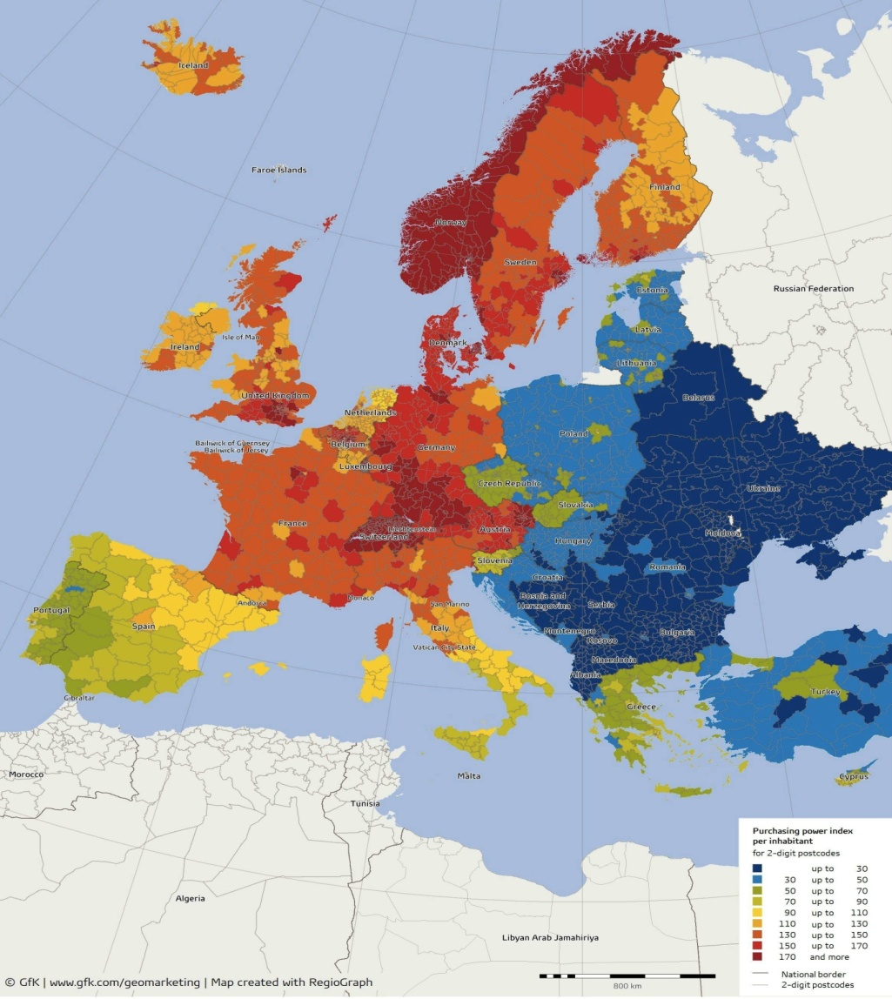 Iceland
Faroe Islands
Norway
Finland
Sweden
Russian Federation
Estonia
Isle of Man
Latvia
Denmark
Ireland
Lithuania
United Kingdom
Belarus
Netherlands
Poland
Bailiwick of Guernsey
Bailiwick of Jersey
Belgium
Germany
Luxembourg
Czech Republic
Ukraine
Slovakia
France
Liechtenstein
Austria
Switzerland
Moldova
Hungary
Slovenia
Romania
Croatia
Monaco
Bosnia and
Herzegovina
Andorra
San Marino
Serbia
Portugal
Spain
Italy
Montenegro
Bulgaria
Kosovo
Vatican City State
Macedonia
Albania
Turkey
Gibraltar
Greece
Morocco
Malta
Cyprus
Tunisia
Algeria
Libyan Arab Jamahiriya
Purchasing power index
per inhabitant
for 2-digit postcodes
up to 30
30 up to 50
50 up to 70
70 up to 90
90 up to 110
110 up to 130
130 up to 150
150 up to 170
170 and more
National border
2-digit postcodes
800 km
© GfK | www.gfk.com/geomarketing | Map created with RegioGraph